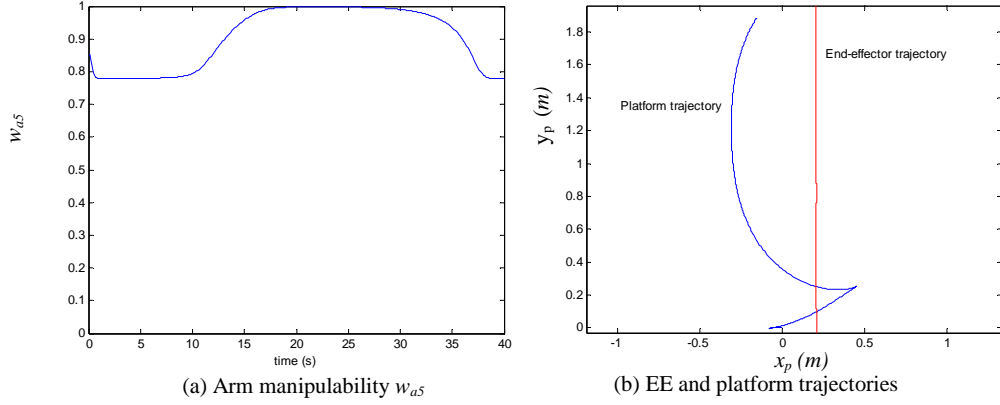 1
0.9
0.8
0.7
0.6
0.5
0.4
0.3
0.2
0.1
0
w_a5
0 5 10 15 20 25 30 35 40
time (s)
(a) Arm manipulability w_a5
1.8
1.6
1.4
1.2
1
0.8
0.6
0.4
0.2
0
y_p (m)
End-effector trajectory
Platform trajectory
-1 -0.5 0 0.5 1
x_p (m)
(b) EE and platform trajectories